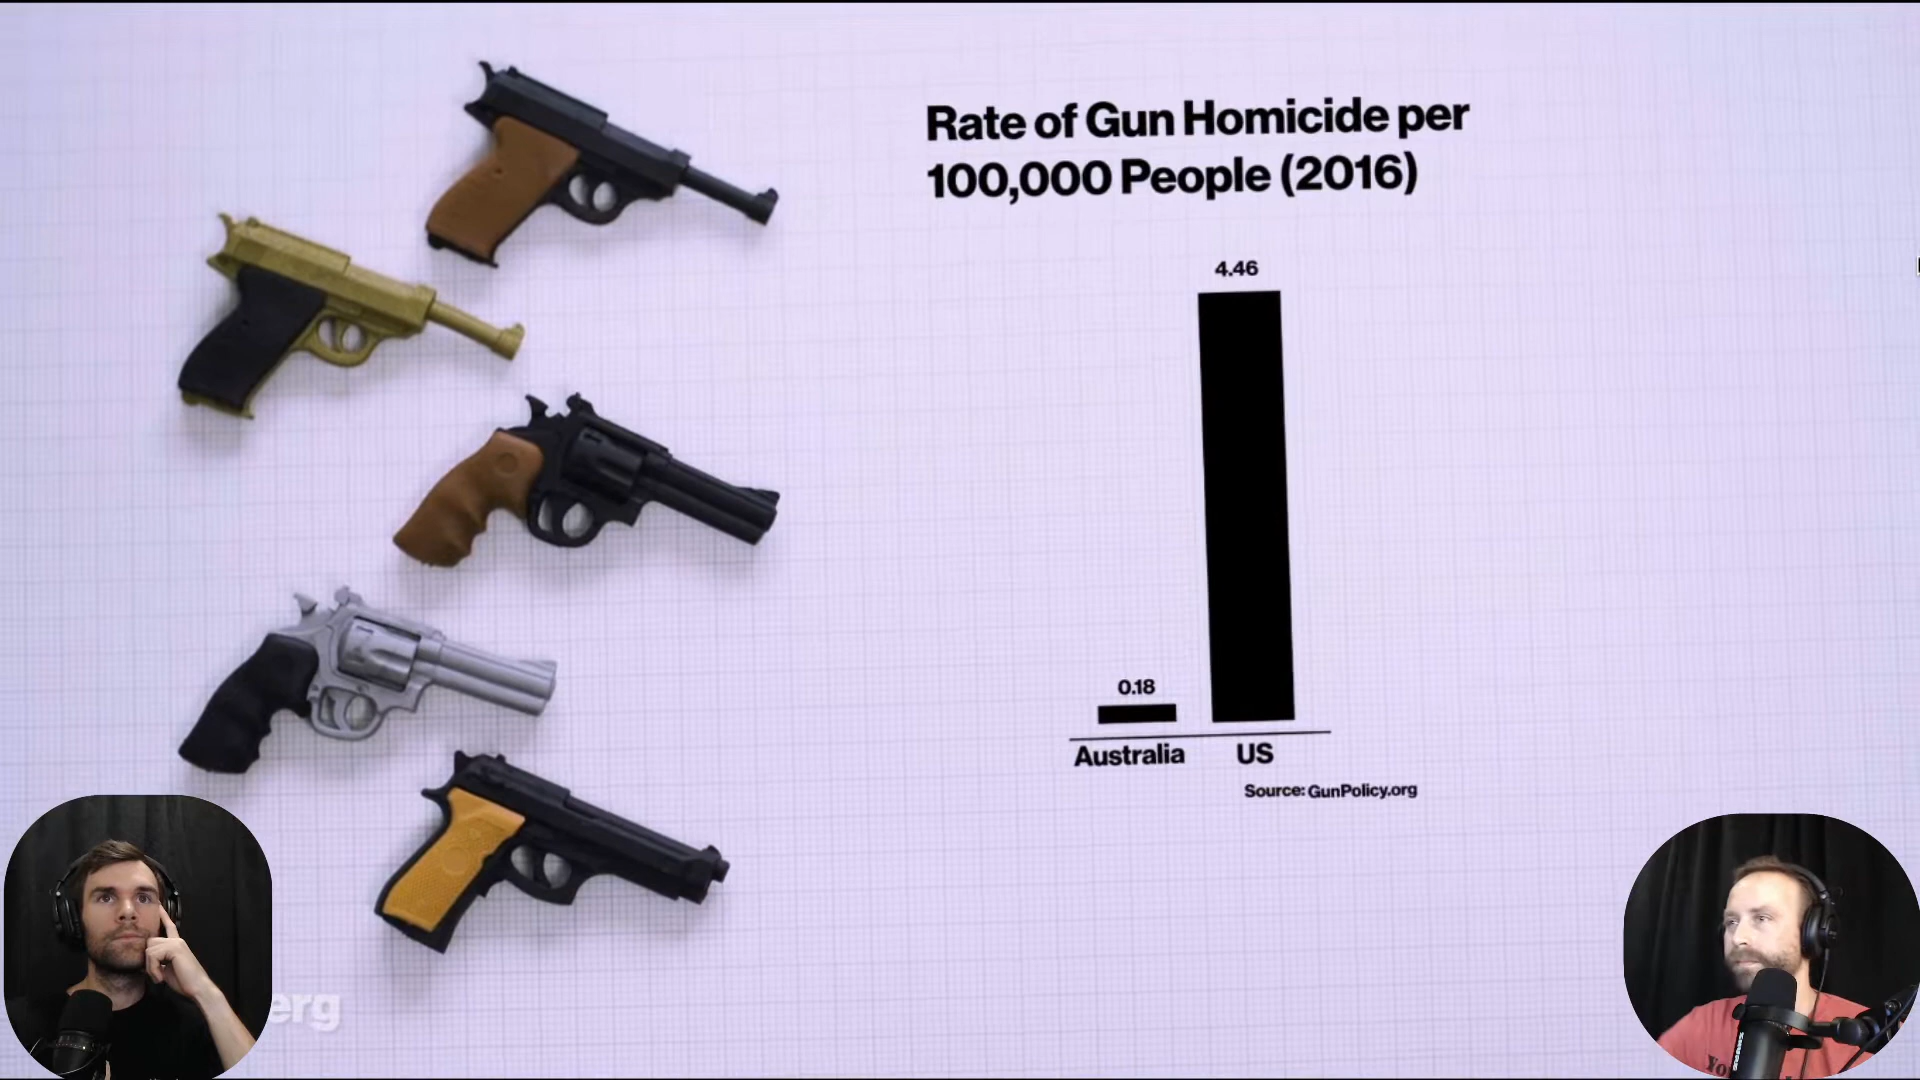 Rate of Gun Homicide per
100,000 People (2016)
4.46
0.18
Australia US
Source: GunPolicy.org
erg